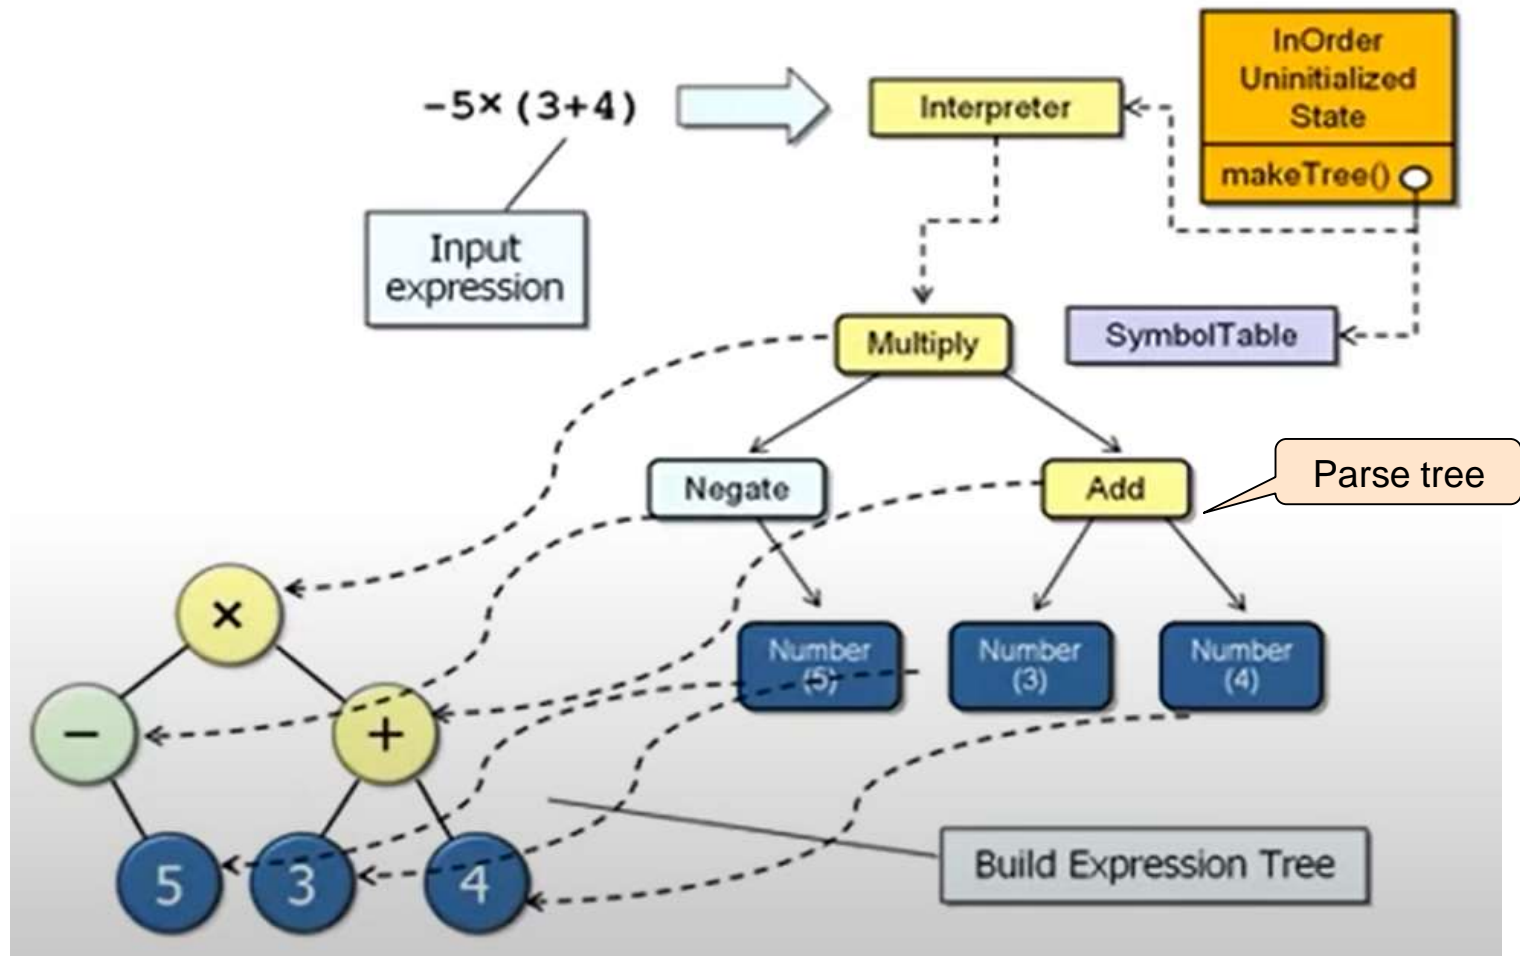 -5×(3+4)
Input
expression
Interpreter
InOrder
Uninitialized
State
makeTree()
Multiply
SymbolTable
Negate
Add
Parse tree
Number
(5)
Number
(3)
Number
(4)
×
−
+
5
3
4
Build Expression Tree